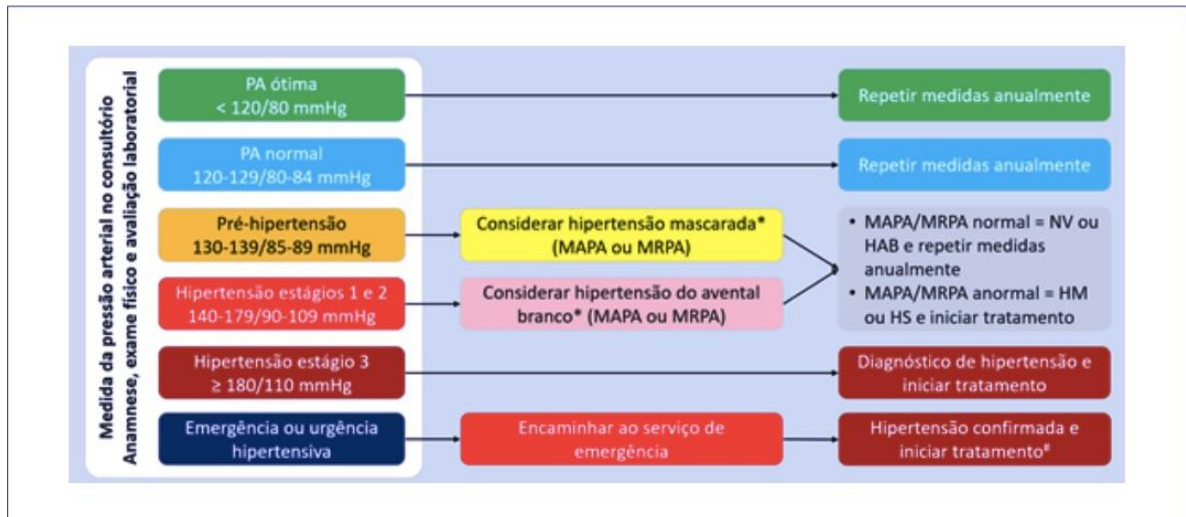 Medida da pressão arterial no consultório
Anamnese, exame físico e avaliação laboratorial
PA ótima
< 120/80 mmHg
Repetir medidas anualmente
PA normal
120-129/80-84 mmHg
Repetir medidas anualmente
Pré-hipertensão
130-139/85-89 mmHg
Considerar hipertensão mascarada*
(MAPA ou MRPA)
Hipertensão estágios 1 e 2
140-179/90-109 mmHg
Considerar hipertensão do avental
branco* (MAPA ou MRPA)
• MAPA/MRPA normal = NV ou
HAB e repetir medidas
anualmente
• MAPA/MRPA anormal = HM
ou HS e iniciar tratamento
Hipertensão estágio 3
≥ 180/110 mmHg
Diagnóstico de hipertensão e
iniciar tratamento
Emergência ou urgência
hipertensiva
Encaminhar ao serviço de
emergência
Hipertensão confirmada e
iniciar tratamento#